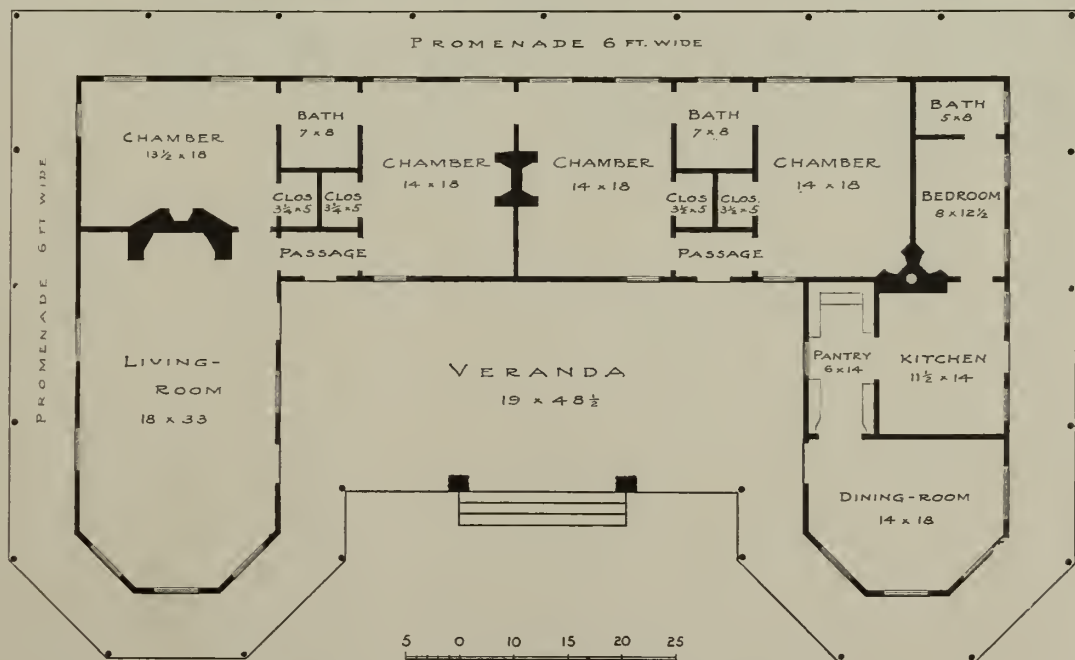 PROMENADE 6 FT. WIDE
PROMENADE 6 FT WIDE
CHAMBER
13½ x 18
BATH
7 x 8
CLOS
3¼ x 5
CLOS
3¼ x 5
PASSAGE
CHAMBER
14 x 18
CHAMBER
14 x 18
BATH
7 x 8
CLOS
3½ x 5
CLOS.
3½ x 5
PASSAGE
CHAMBER
14 x 18
BATH
5 x 8
BEDROOM
8 x 12½
LIVING-
ROOM
18 x 33
VERANDA
19 x 48½
PANTRY
6 x 14
KITCHEN
11½ x 14
DINING-ROOM
14 x 18
5 0 10 15 20 25